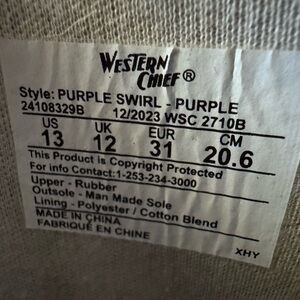 WESTERN
CHIEF®
Style: PURPLE SWIRL - PURPLE
24108329B 12/2023 WSC 2710B
US UK EUR CM
13 12 31 20.6
This Product is Copyright Protected
For info Contact:1-253-234-3000
Upper - Rubber
Outsole - Man Made Sole
Lining - Polyester / Cotton Blend
MADE IN CHINA
FABRIQUÉ EN CHINE
XHY